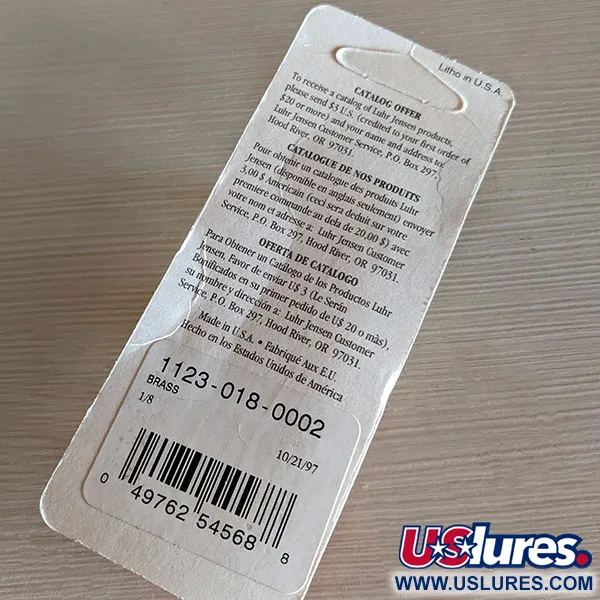 Litho in U.S.A.
CATALOG OFFER
To receive a catalog of Luhr Jensen products,
please send $3 U.S. (credited to your first order of
$20 or more) and your name and address to:
Luhr Jensen Customer Service, P.O. Box 297,
Hood River, OR 97031.
CATALOGUE DE NOS PRODUITS
Pour obtenir un catalogue des produits Luhr
Jensen (disponible en anglais seulement) envoyer
3,00 $ Americain (ceci sera deduit sur votre
premiere commande au dela de 20,00 $) avec
votre nom et adresse a: Luhr Jensen Customer
Service, P.O. Box 297, Hood River, OR 97031.
OFERTA DE CATALOGO
Para Obtener un Catálogo de los Productos Luhr
Jensen, Favor de enviar U$ 3 (Le Serán
Bonificados en su primer pedido de U$ 20 o màs),
su nombre y dirección a: Luhr Jensen Customer
Service, P.O. Box 297, Hood River, OR 97031.
Made in U.S.A. • Fabriqué Aux E.U.
Hecho en los Estados Unidos de América
1123-018-0002
BRASS
1/8
10/21/97
0 49762 54568 8
USlures.
WWW.USLURES.COM